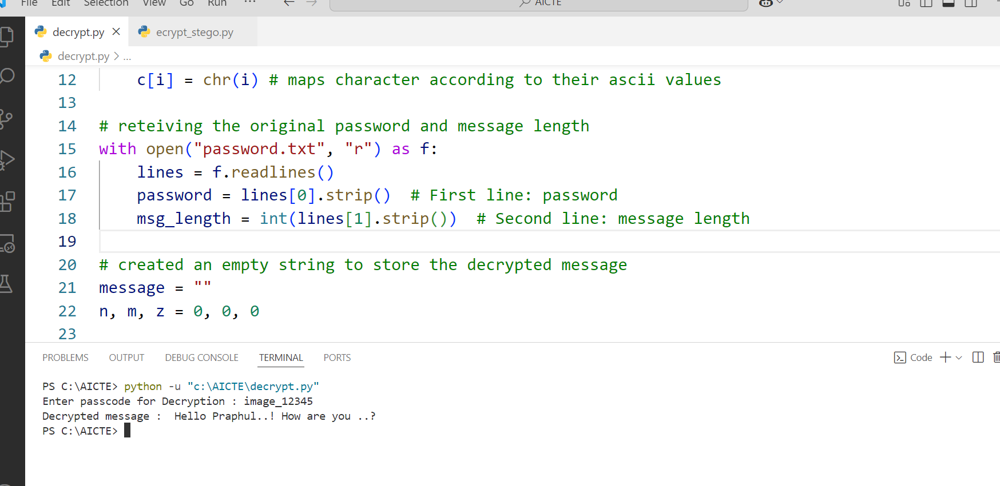 File Edit Selection View Go Run ...
AICTE
decrypt.py
ecrypt_stego.py
decrypt.py > ...
12 c[i] = chr(i) # maps character according to their ascii values
13
14 # reteiving the original password and message length
15 with open("password.txt", "r") as f:
16 lines = f.readlines()
17 password = lines[0].strip() # First line: password
18 msg_length = int(lines[1].strip()) # Second line: message length
19
20 # created an empty string to store the decrypted message
21 message = ""
22 n, m, z = 0, 0, 0
23
PROBLEMS OUTPUT DEBUG CONSOLE TERMINAL PORTS
Code
PS C:\AICTE> python -u "c:\AICTE\decrypt.py"
Enter passcode for Decryption : image_12345
Decrypted message :  Hello Praphul..! How are you ..?
PS C:\AICTE>